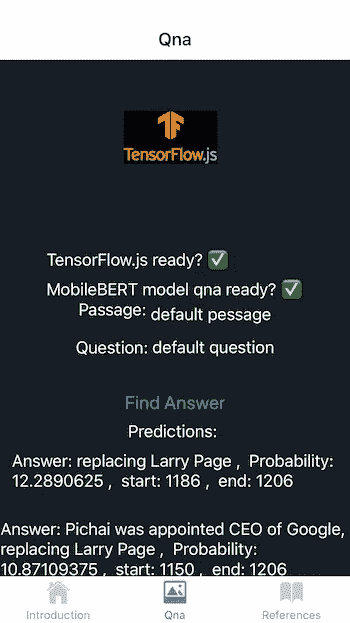 Qna
TensorFlow.js
TensorFlow.js ready? ✅
MobileBERT model qna ready? ✅
Passage: default pessage
Question: default question
Find Answer
Predictions:
Answer: replacing Larry Page , Probability:
12.2890625 , start: 1186 , end: 1206
Answer: Pichai was appointed CEO of Google,
replacing Larry Page , Probability:
10.87109375 , start: 1150 , end: 1206
Introduction
Qna
References